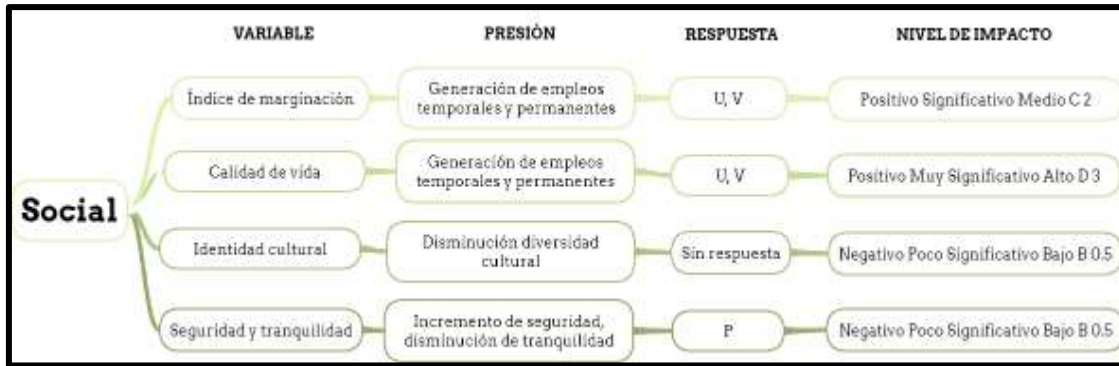 VARIABLE PRESIÓN RESPUESTA NIVEL DE IMPACTO
Social
Índice de marginación
Generación de empleos
temporales y permanentes
U, V
Positivo Significativo Medio C 2
Calidad de vida
Generación de empleos
temporales y permanentes
U, V
Positivo Muy Significativo Alto D 3
Identidad cultural
Disminución diversidad
cultural
Sin respuesta
Negativo Poco Significativo Bajo B 0.5
Seguridad y tranquilidad
Incremento de seguridad,
disminución de tranquilidad
P
Negativo Poco Significativo Bajo B 0.5